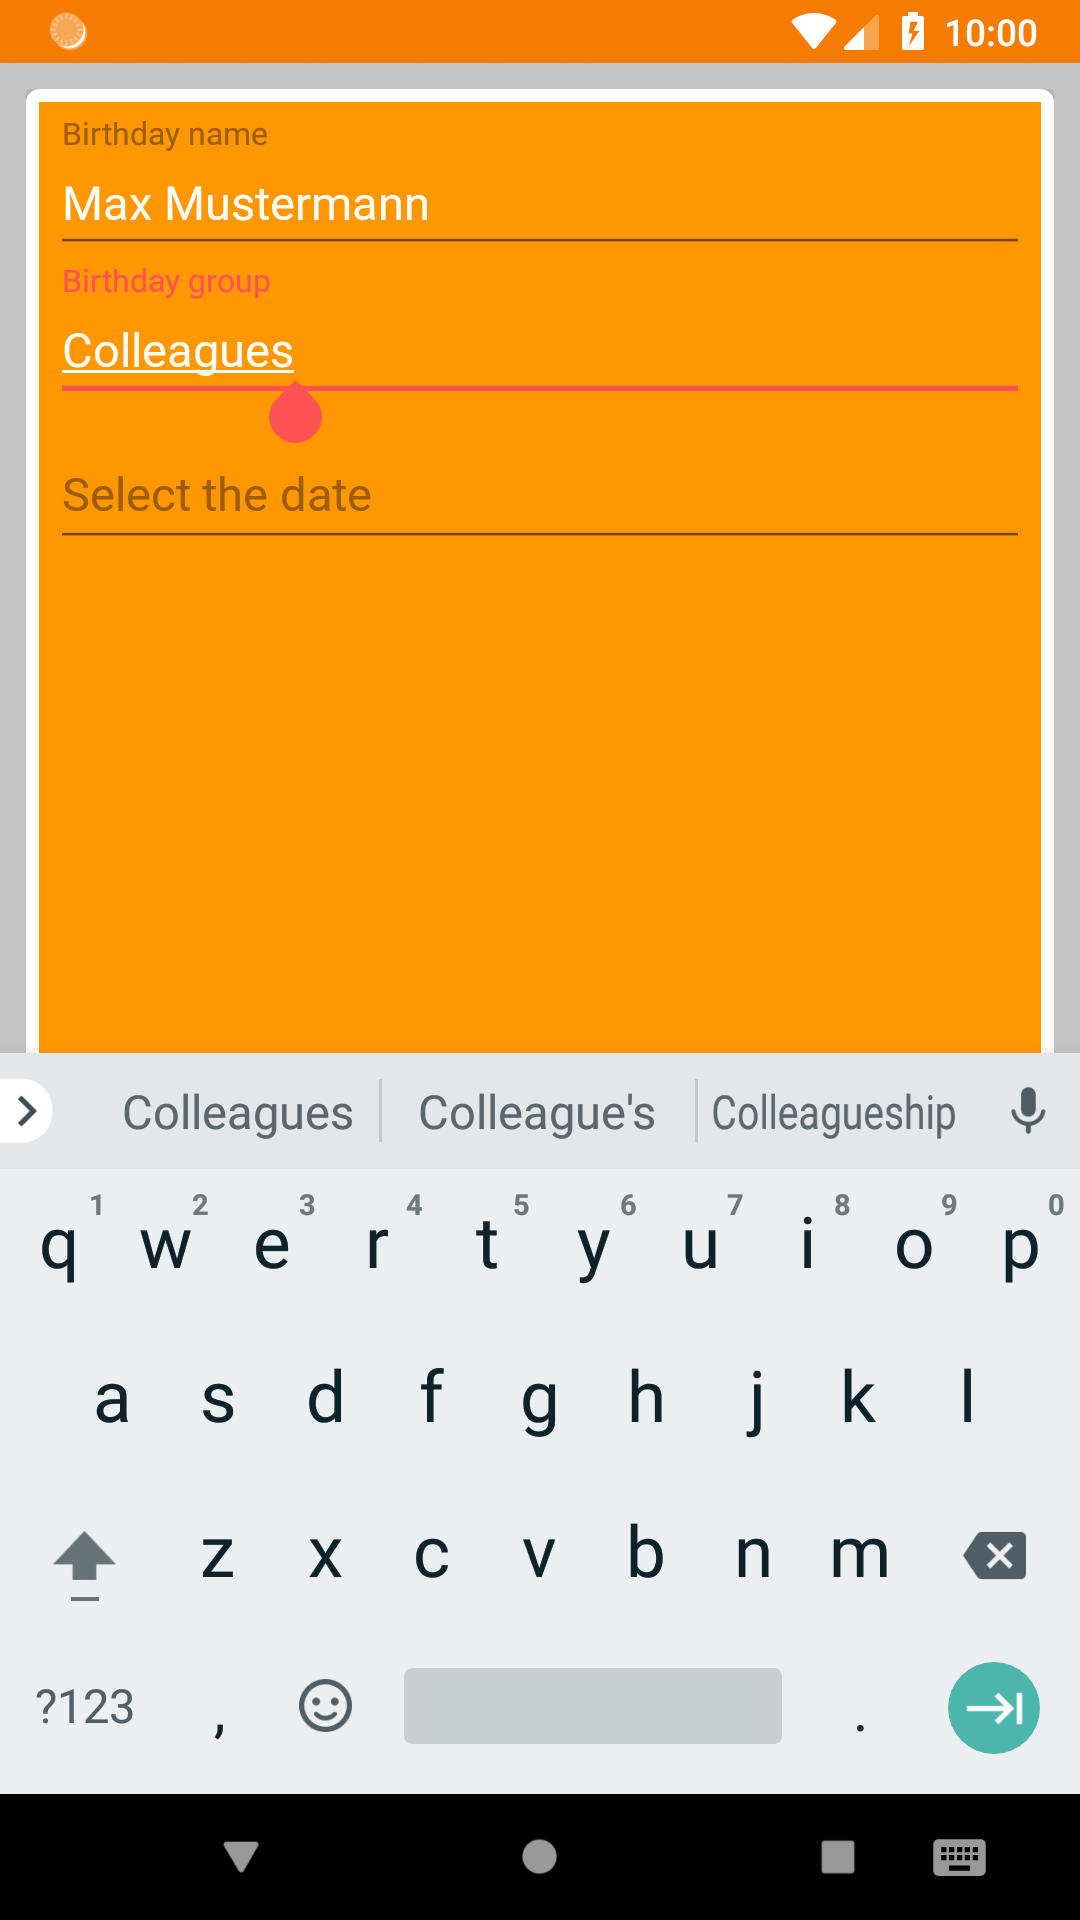 10:00
Birthday name
Max Mustermann
Birthday group
Colleagues
Select the date
Colleagues Colleague's Colleagueship
1 2 3 4 5 6 7 8 9 0
q w e r t y u i o p
a s d f g h j k l
z x c v b n m
?123 , .